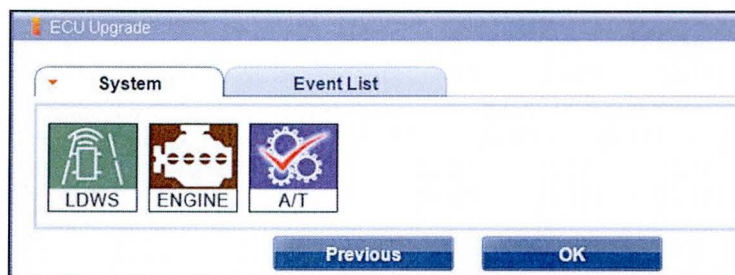 ECU Upgrade
System Event List
LDWS ENGINE A/T
Previous OK